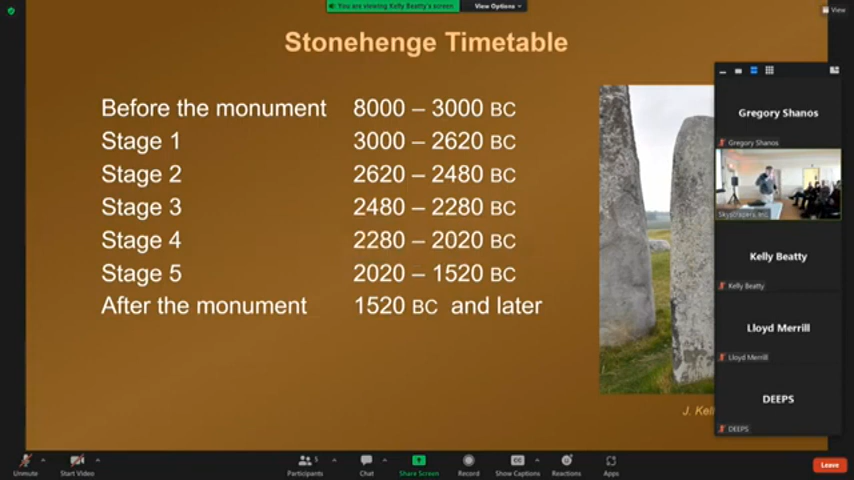 You are viewing Kelly Beatty's screen
View Options
View
Stonehenge Timetable
Before the monument 8000 – 3000 BC
Stage 1 3000 – 2620 BC
Stage 2 2620 – 2480 BC
Stage 3 2480 – 2280 BC
Stage 4 2280 – 2020 BC
Stage 5 2020 – 1520 BC
After the monument 1520 BC and later
J. Kell
Gregory Shanos
Gregory Shanos
Skyscrapers, Inc.
Kelly Beatty
Kelly Beatty
Lloyd Merrill
Lloyd Merrill
DEEPS
DEEPS
Unmute
Start Video
Participants 5
Chat
Share Screen
Record
CC
Show Captions
Reactions
Apps
Leave